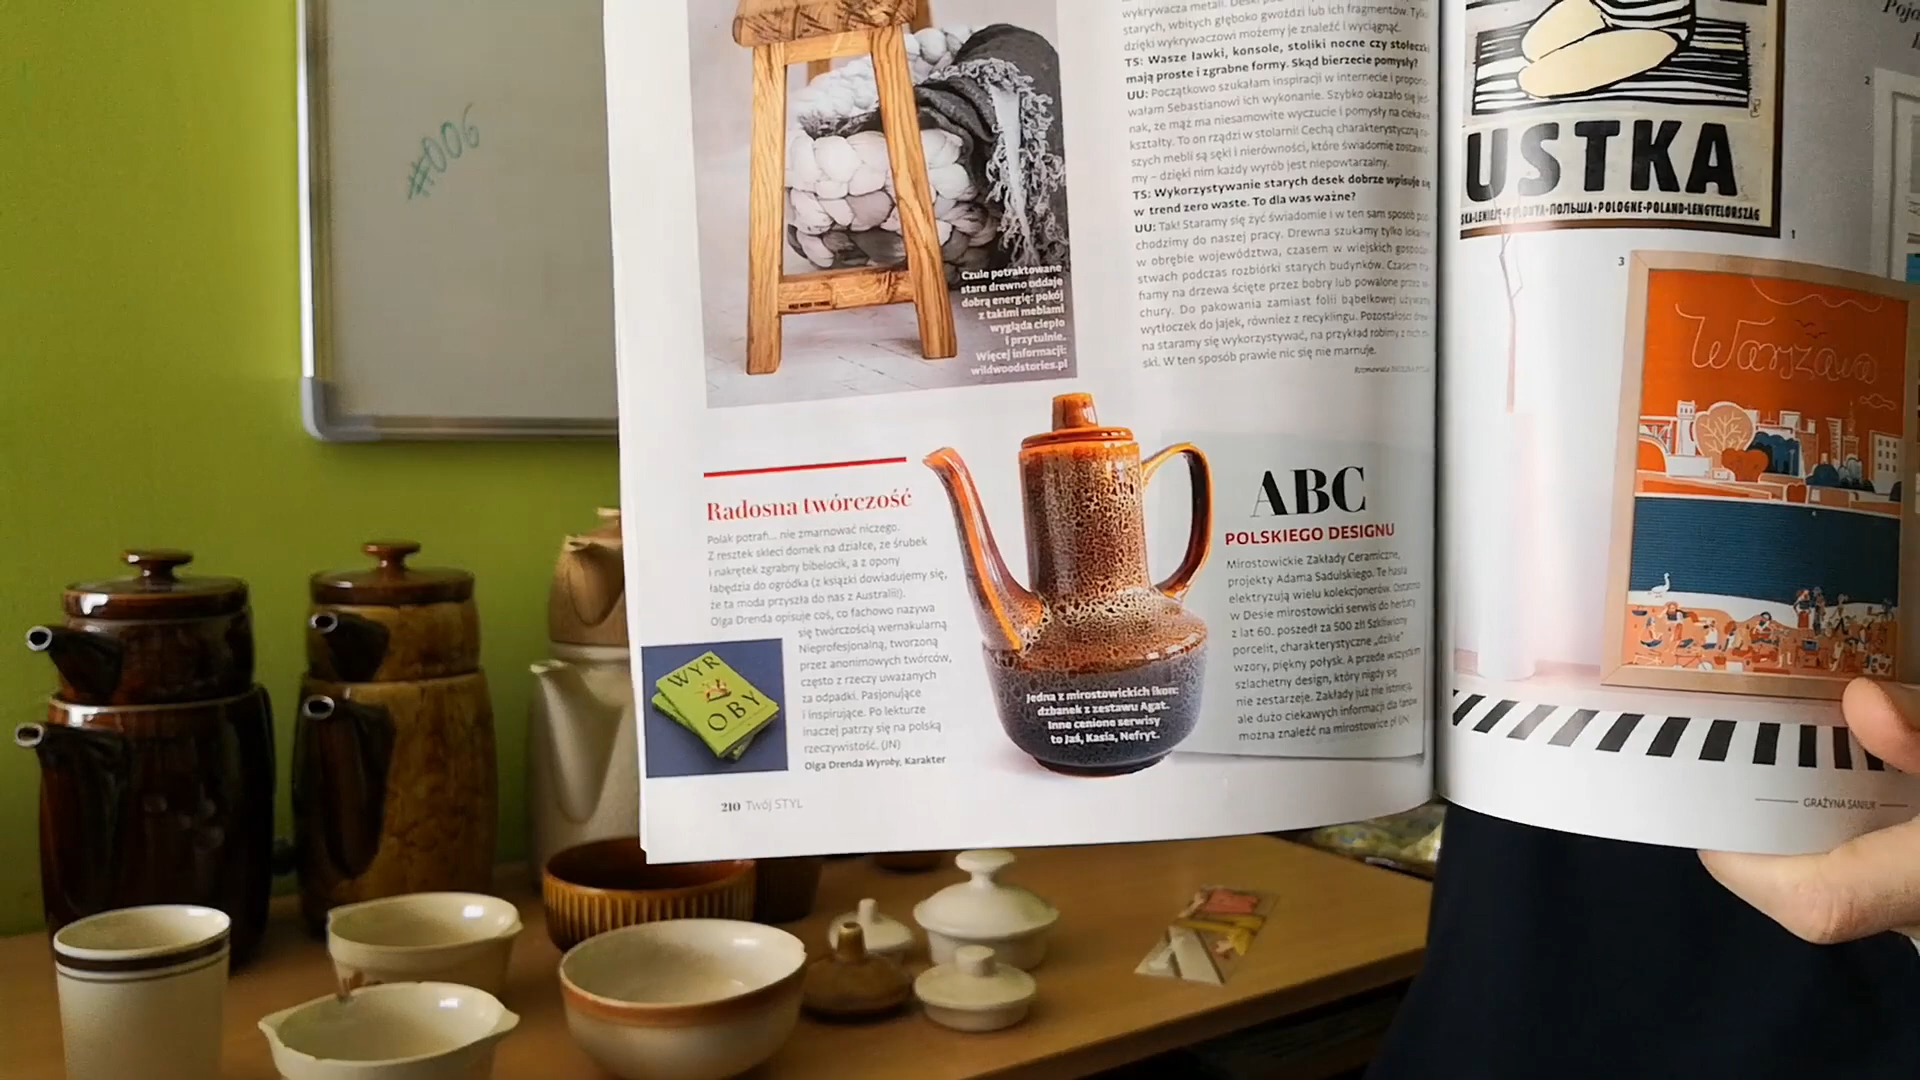 #006
wykrywacza metali.
starych, wbitych głęboko gwoździ lub ich fragmentów. Tylko
dzięki wykrywaczowi możemy je znaleźć i wyciągnąć.
TS: Wasze ławki, konsole, stoliki nocne czy stołeczki
mają proste i zgrabne formy. Skąd bierzecie pomysły?
UU: Początkowo szukałam inspiracji w internecie i propono-
wałam Sebastianowi ich wykonanie. Szybko okazało się jed-
nak, że mąż ma niesamowite wyczucie i pomysły na ciekawe
kształty. To on rządzi w stolarni! Cechą charakterystyczną na-
szych mebli są sęki i nierówności, które świadomie zostawia-
my – dzięki nim każdy wyrób jest niepowtarzalny.
TS: Wykorzystywanie starych desek dobrze wpisuje się
w trend zero waste. To dla was ważne?
UU: Tak! Staramy się żyć świadomie i w ten sam sposób pod-
chodzimy do naszej pracy. Drewna szukamy tylko lokalnie
w obrębie województwa, czasem w wiejskich gospodar-
stwach podczas rozbiórki starych budynków. Czasem tra-
fiamy na drzewa ścięte przez bobry lub powalone przez wi-
chury. Do pakowania zamiast folii bąbelkowej używamy
wytłoczek do jajek, również z recyklingu. Pozostałości drew-
na staramy się wykorzystywać, na przykład robimy z nich
ski. W ten sposób prawie nic się nie marnuje.
Czule potraktowane
stare drewno oddaje
dobrą energię: pokój
z takimi meblami
wygląda ciepło
i przytulnie.
Więcej informacji:
wildwoodstories.pl
Radosna twórczość
Polak potrafi... nie zmarnować niczego.
Z resztek skleci domek na działce, ze śrubek
i nakrętek zgrabny bibelocik, a z opony
łabędzia do ogródka (z książki dowiadujemy się,
że ta moda przyszła do nas z Australii!).
Olga Drenda opisuje coś, co fachowo nazywa
się twórczością wernakularną
Nieprofesjonalną, tworzoną
przez anonimowych twórców,
często z rzeczy uważanych
za odpadki. Pasjonujące
i inspirujące. Po lekturze
inaczej patrzy się na polską
rzeczywistość. (JN)
Olga Drenda Wyroby, Karakter
WYR
OBY
Jedna z mirostowickich ikon:
dzbanek z zestawu Agat.
Inne cenione serwisy
to Jaś, Kasia, Nefryt.
ABC
POLSKIEGO DESIGNU
Mirostowickie Zakłady Ceramiczne,
projekty Adama Sadulskiego. Te hasła
elektryzują wielu kolekcjonerów. Ostatnio
w Desie mirostowicki serwis do herbaty
z lat 60. poszedł za 500 zł! Szkliwiony
porcelit, charakterystyczne „dzikie”
wzory, piękny połysk. A przede wszystkim
szlachetny design, który nigdy się
nie zestarzeje. Zakłady już nie istnieją,
ale dużo ciekawych informacji dla fanów
można znaleźć na mirostowice.pl (JN)
210 Twój STYL
USTKA
POLOGNE•POLAND•LENGYELORSZÁG
1
2
3
Warszawa